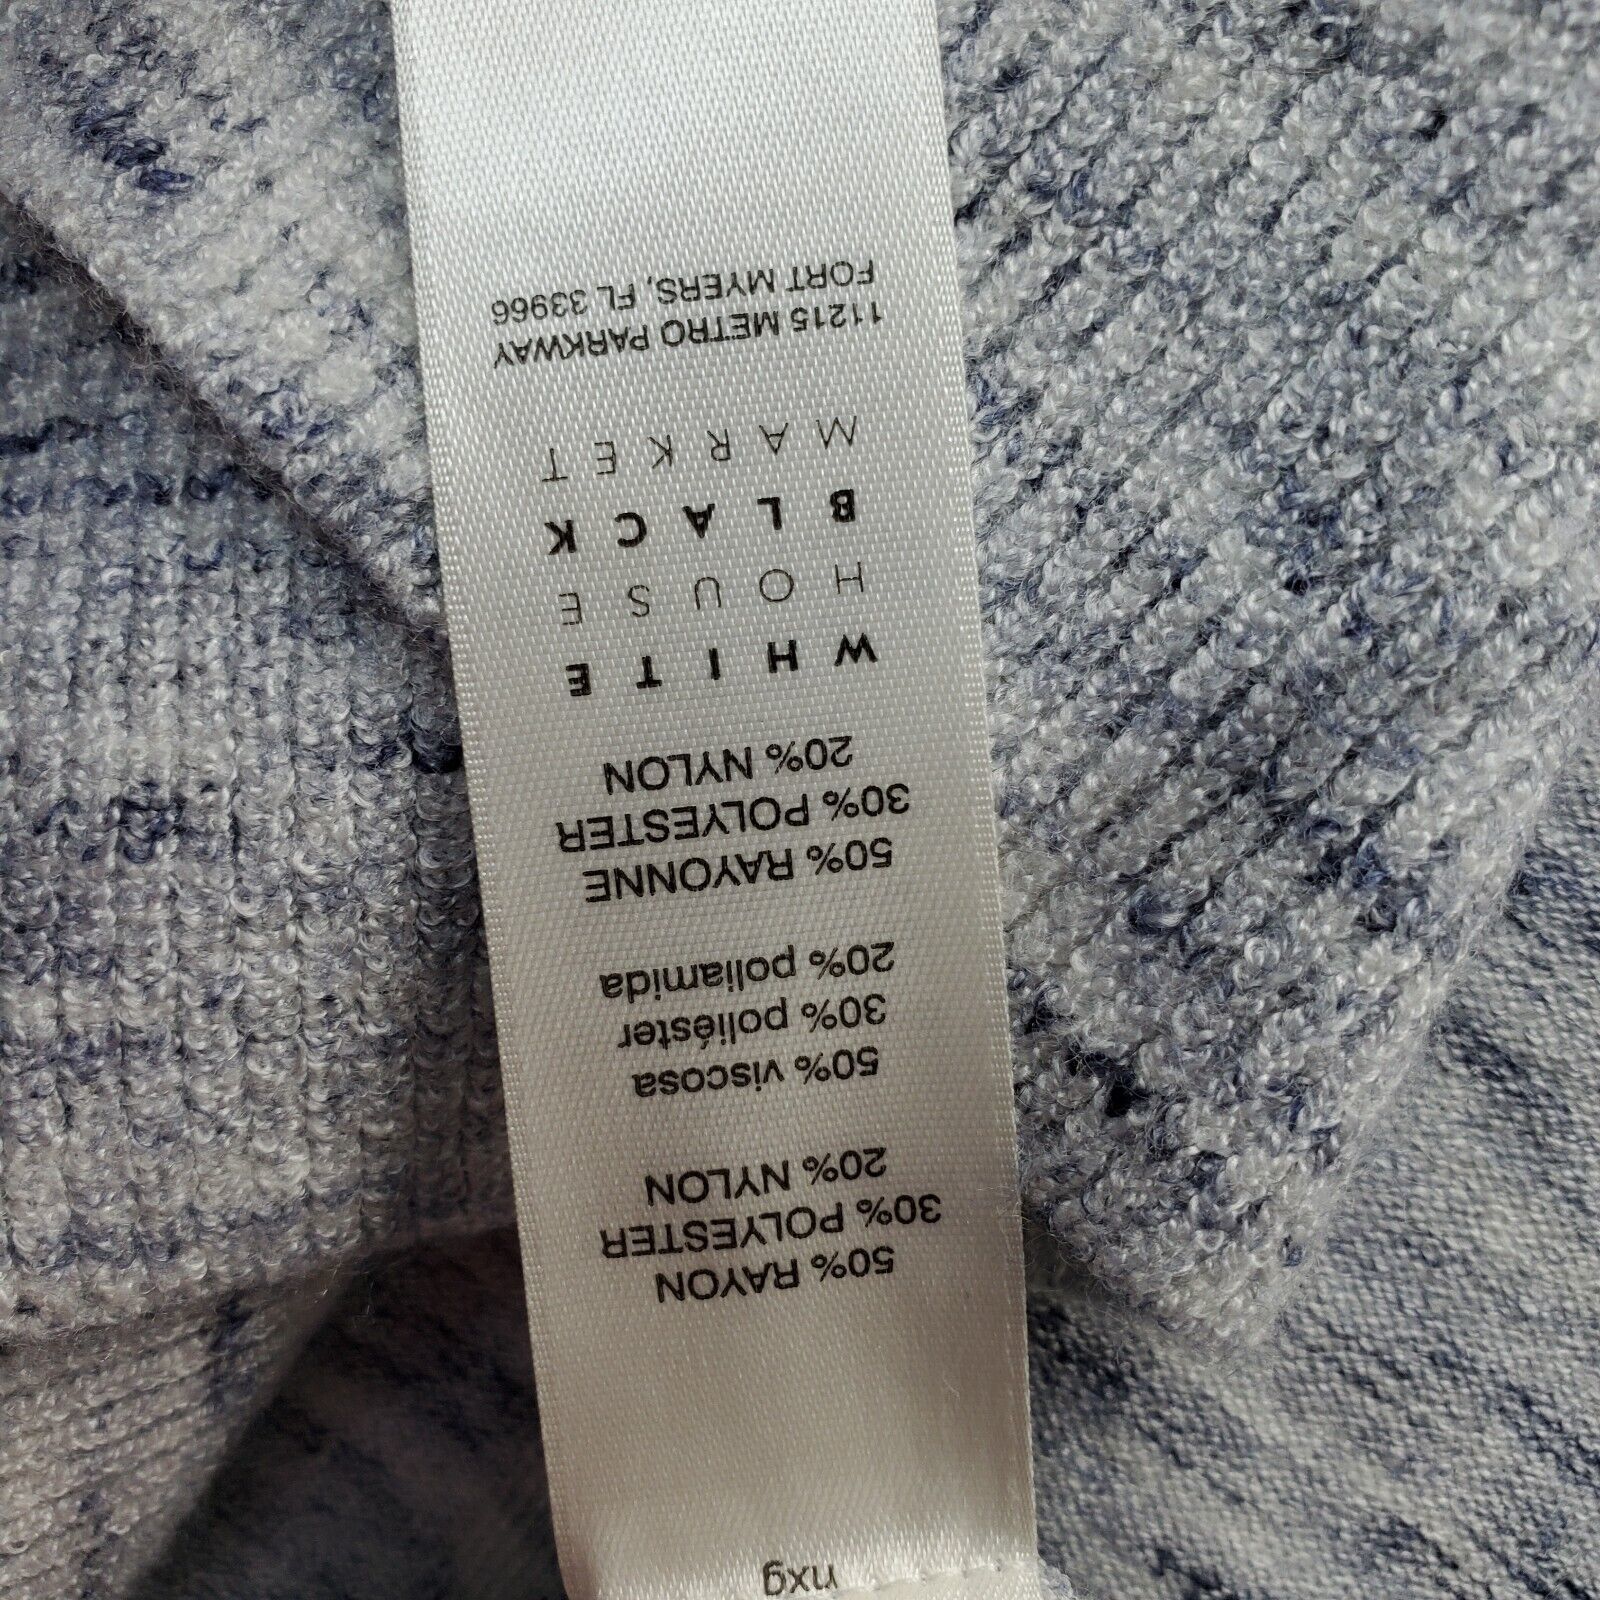 nxg
50% RAYON
30% POLYESTER
20% NYLON
50% viscosa
30% poliéster
20% poliamida
50% RAYONNE
30% POLYESTER
20% NYLON
WHITE
HOUSE
BLACK
MARKET
11215 METRO PARKWAY
FORT MYERS, FL 33966